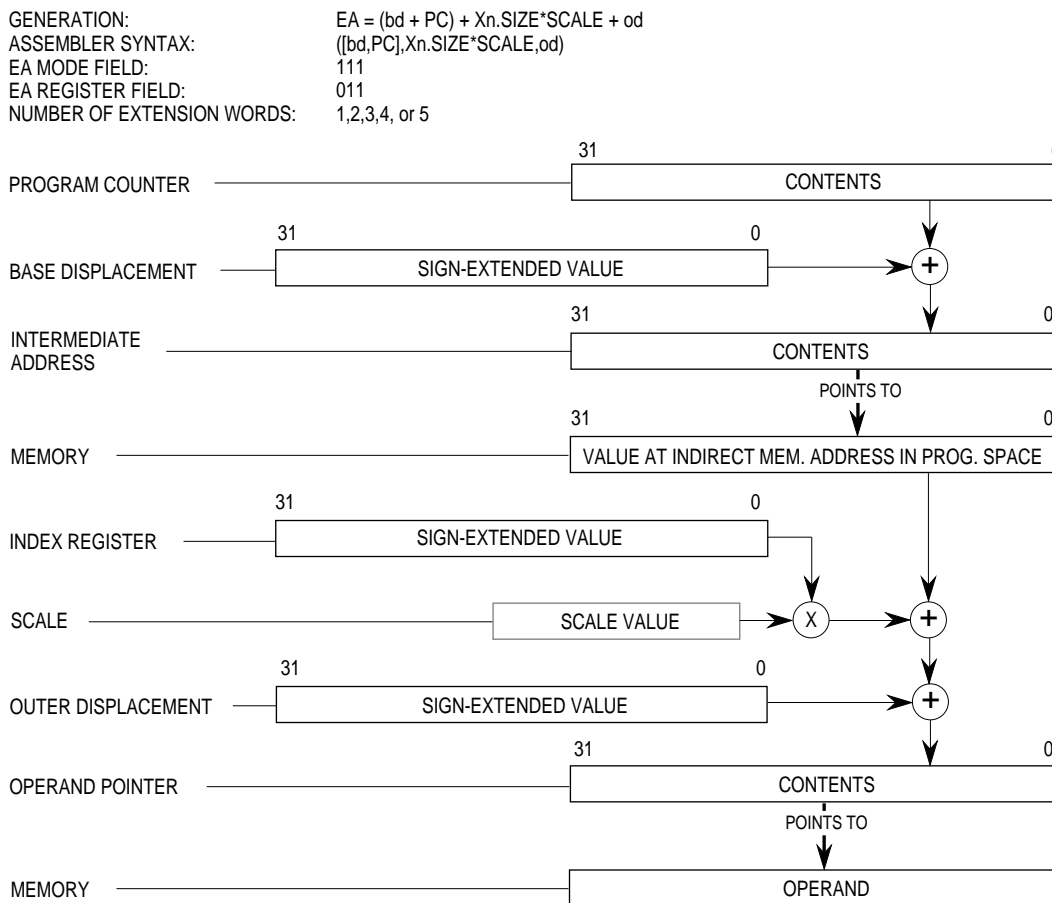 GENERATION: EA = (bd + PC) + Xn.SIZE*SCALE + od
ASSEMBLER SYNTAX: ([bd,PC],Xn.SIZE*SCALE,od)
EA MODE FIELD: 111
EA REGISTER FIELD: 011
NUMBER OF EXTENSION WORDS: 1,2,3,4, or 5
31
PROGRAM COUNTER CONTENTS
31 0
BASE DISPLACEMENT SIGN-EXTENDED VALUE +
31 0
INTERMEDIATE
ADDRESS
CONTENTS
POINTS TO
31 0
MEMORY VALUE AT INDIRECT MEM. ADDRESS IN PROG. SPACE
31 0
INDEX REGISTER SIGN-EXTENDED VALUE
SCALE SCALE VALUE X +
31 0
OUTER DISPLACEMENT SIGN-EXTENDED VALUE +
31 0
OPERAND POINTER CONTENTS
POINTS TO
MEMORY OPERAND